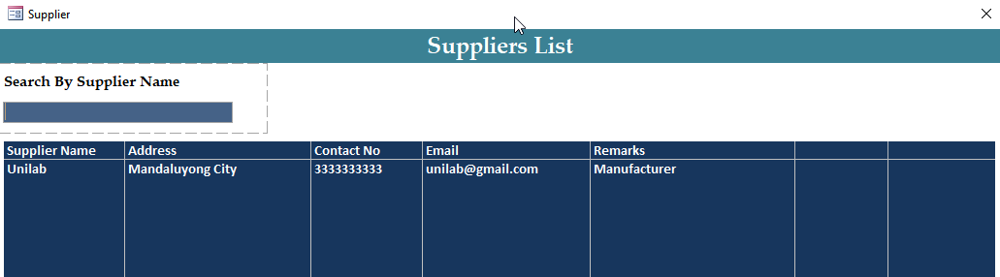 Supplier
Suppliers List
Search By Supplier Name
Supplier Name Address Contact No Email Remarks
Unilab Mandaluyong City 3333333333 unilab@gmail.com Manufacturer